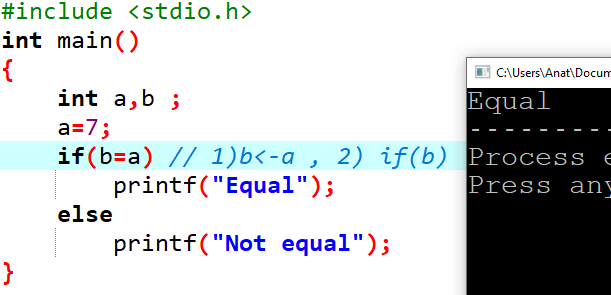 #include <stdio.h>
int main()
{
int a,b ;
a=7;
if(b=a) // 1)b<-a , 2) if(b)
printf("Equal");
else
printf("Not equal");
}
C:\Users\Anat\Docum
Equal
----------
Process e
Press any